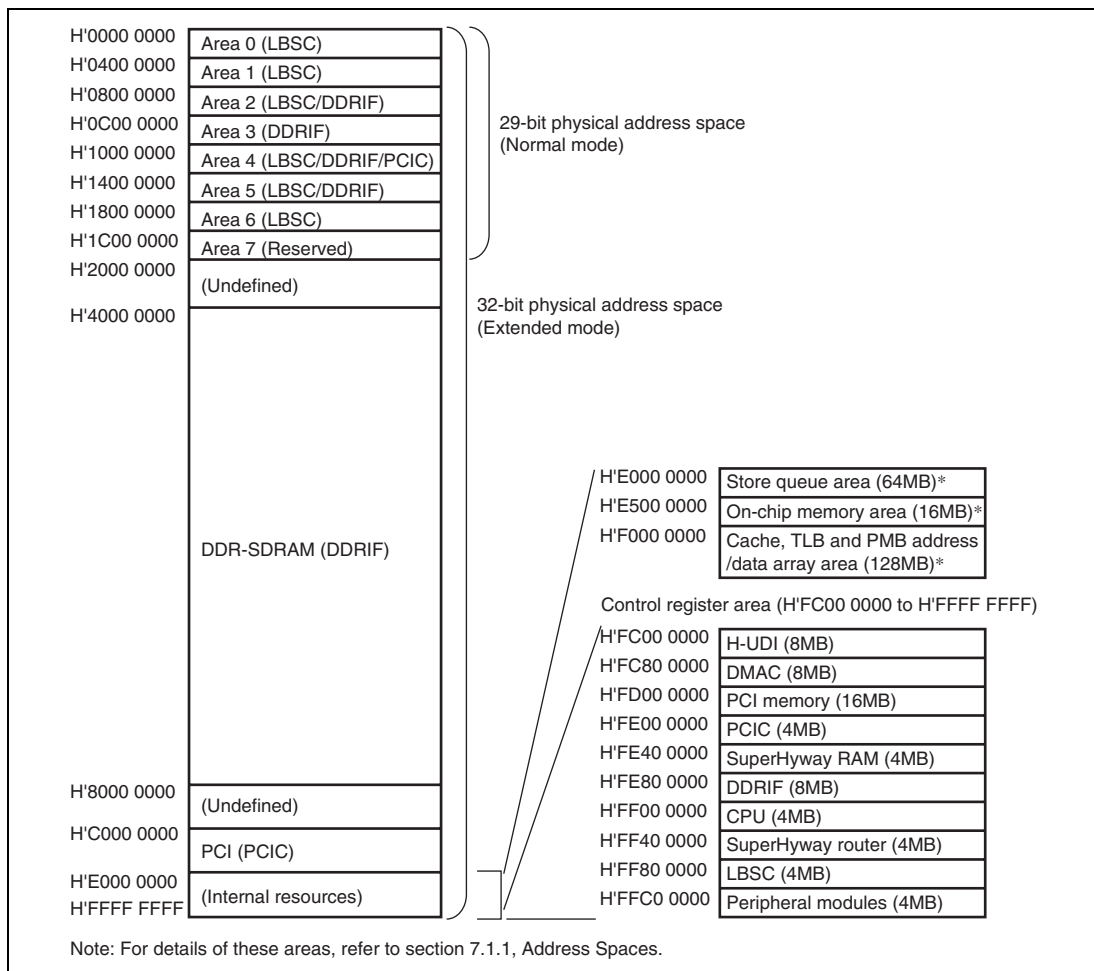 H'0000 0000 Area 0 (LBSC)
H'0400 0000 Area 1 (LBSC)
H'0800 0000 Area 2 (LBSC/DDRIF)
H'0C00 0000 Area 3 (DDRIF)
H'1000 0000 Area 4 (LBSC/DDRIF/PCIC)
H'1400 0000 Area 5 (LBSC/DDRIF)
H'1800 0000 Area 6 (LBSC)
H'1C00 0000 Area 7 (Reserved)
29-bit physical address space
(Normal mode)
H'2000 0000 (Undefined)
H'4000 0000
DDR-SDRAM (DDRIF)
32-bit physical address space
(Extended mode)
H'8000 0000 (Undefined)
H'C000 0000 PCI (PCIC)
H'E000 0000 (Internal resources)
H'FFFF FFFF
H'E000 0000 Store queue area (64MB)*
H'E500 0000 On-chip memory area (16MB)*
H'F000 0000 Cache, TLB and PMB address
/data array area (128MB)*
Control register area (H'FC00 0000 to H'FFFF FFFF)
H'FC00 0000 H-UDI (8MB)
H'FC80 0000 DMAC (8MB)
H'FD00 0000 PCI memory (16MB)
H'FE00 0000 PCIC (4MB)
H'FE40 0000 SuperHyway RAM (4MB)
H'FE80 0000 DDRIF (8MB)
H'FF00 0000 CPU (4MB)
H'FF40 0000 SuperHyway router (4MB)
H'FF80 0000 LBSC (4MB)
H'FFC0 0000 Peripheral modules (4MB)
Note: For details of these areas, refer to section 7.1.1, Address Spaces.